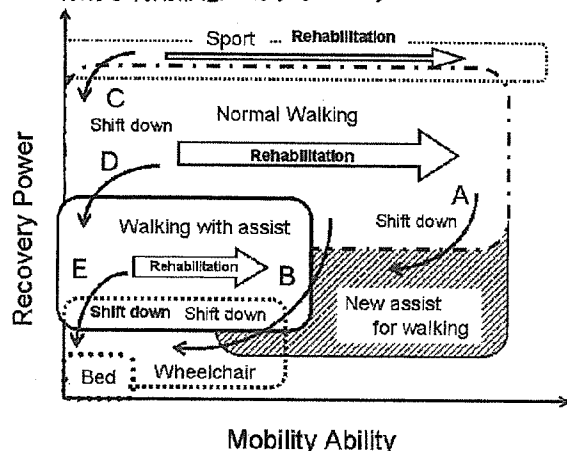 Sport
Rehabilitation
C
Shift down
Normal Walking
Rehabilitation
D
A
Shift down
Walking with assist
E
Rehabilitation
B
Shift down
Shift down
New assist
for walking
Bed
Wheelchair
Recovery Power
Mobility Ability